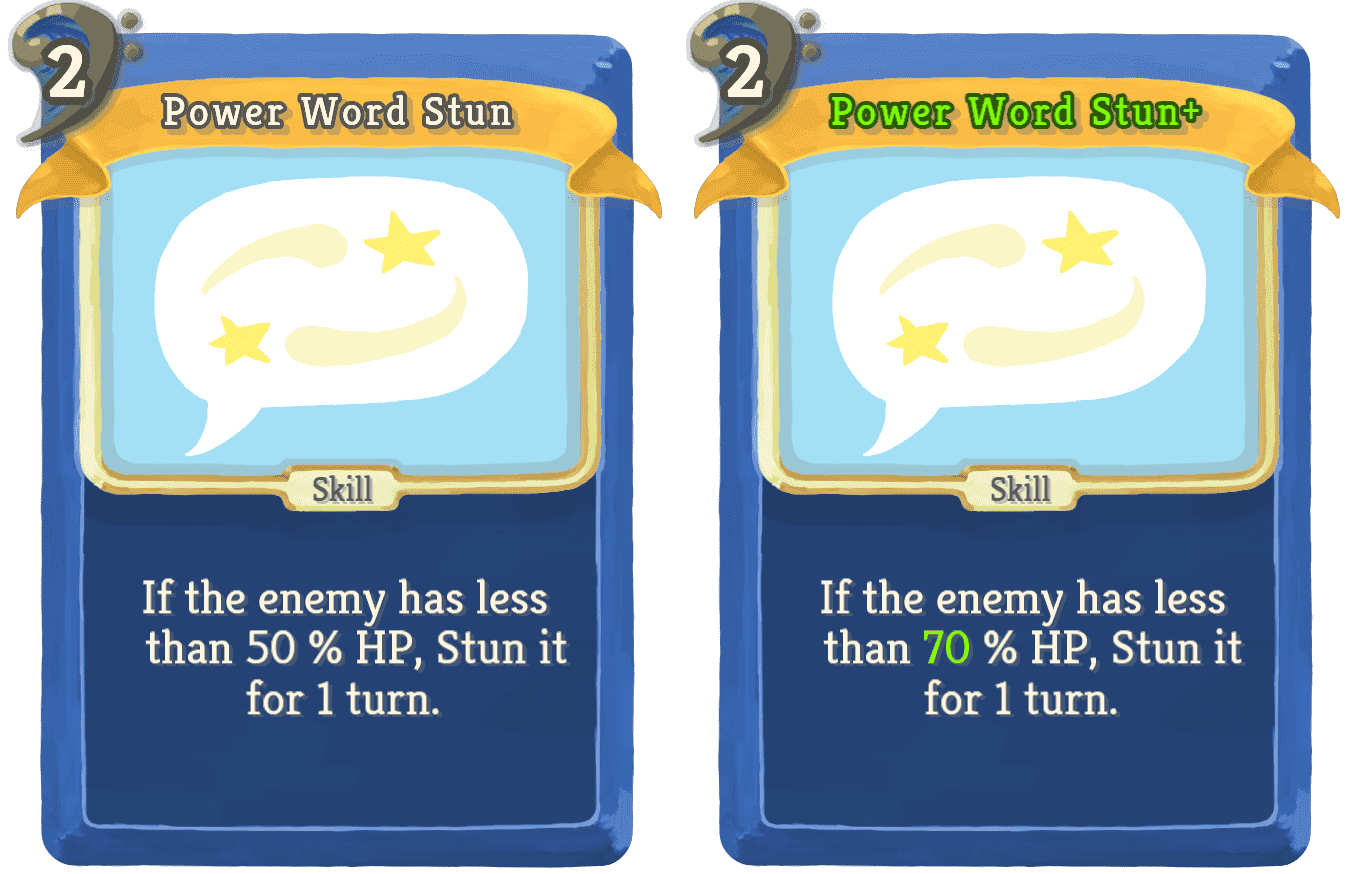 2
Power Word Stun
Skill
If the enemy has less
than 50 % HP, Stun it
for 1 turn.
2
Power Word Stun+
Skill
If the enemy has less
than 70 % HP, Stun it
for 1 turn.